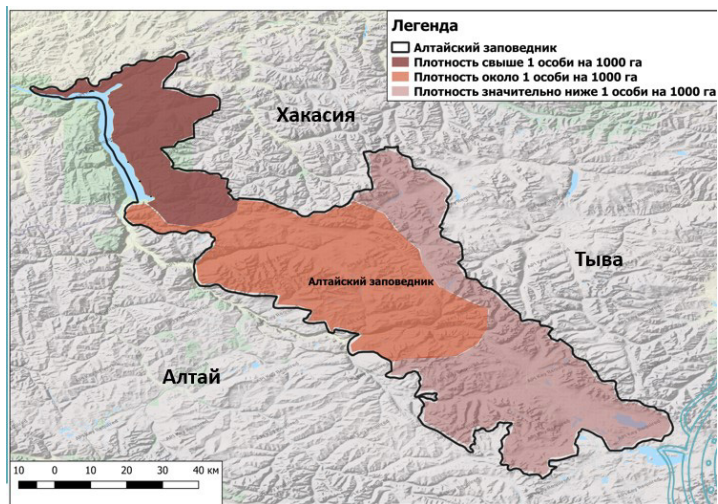 Легенда
Алтайский заповедник
Плотность свыше 1 особи на 1000 га
Плотность около 1 особи на 1000 га
Плотность значительно ниже 1 особи на 1000 га
Хакасия
Тыва
Алтайский заповедник
Алтай
10 0 10 20 30 40 км